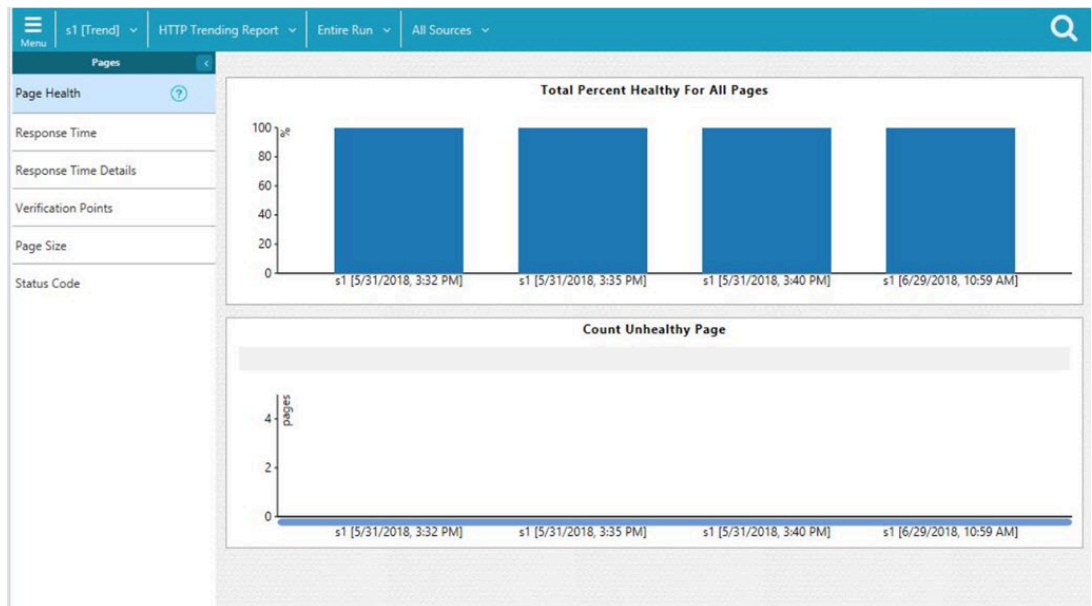 Menu
s1 [Trend]
HTTP Trending Report
Entire Run
All Sources
Pages
Page Health ?
Response Time
Response Time Details
Verification Points
Page Size
Status Code
Total Percent Healthy For All Pages
%
100
80
60
40
20
0
s1 [5/31/2018, 3:32 PM] s1 [5/31/2018, 3:35 PM] s1 [5/31/2018, 3:40 PM] s1 [6/29/2018, 10:59 AM]
Count Unhealthy Page
pages
4
2
0
s1 [5/31/2018, 3:32 PM] s1 [5/31/2018, 3:35 PM] s1 [5/31/2018, 3:40 PM] s1 [6/29/2018, 10:59 AM]